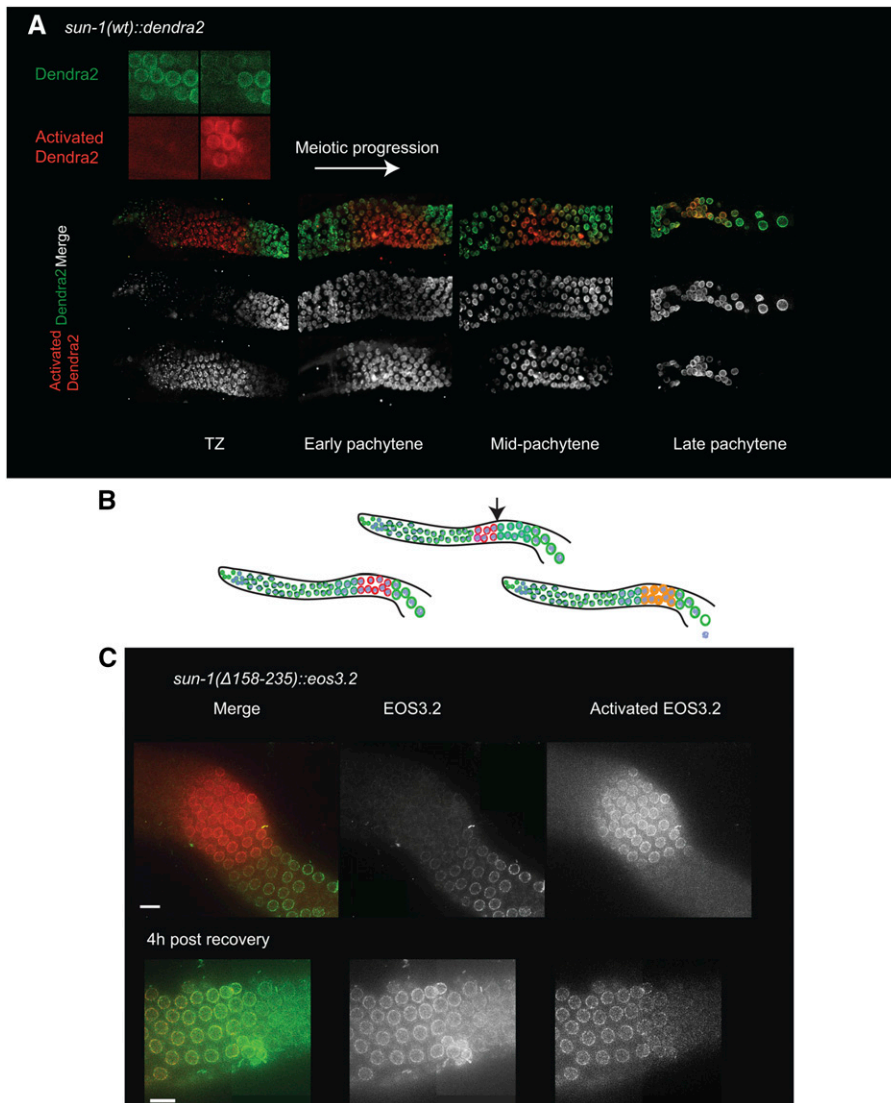 A sun-1(wt)::dendra2
Dendra2
Activated
Dendra2
Meiotic progression
Merge
Dendra2
Activated
Dendra2
TZ Early pachytene Mid-pachytene Late pachytene
B
C
sun-1(Δ158-235)::eos3.2
Merge EOS3.2 Activated EOS3.2
4h post recovery